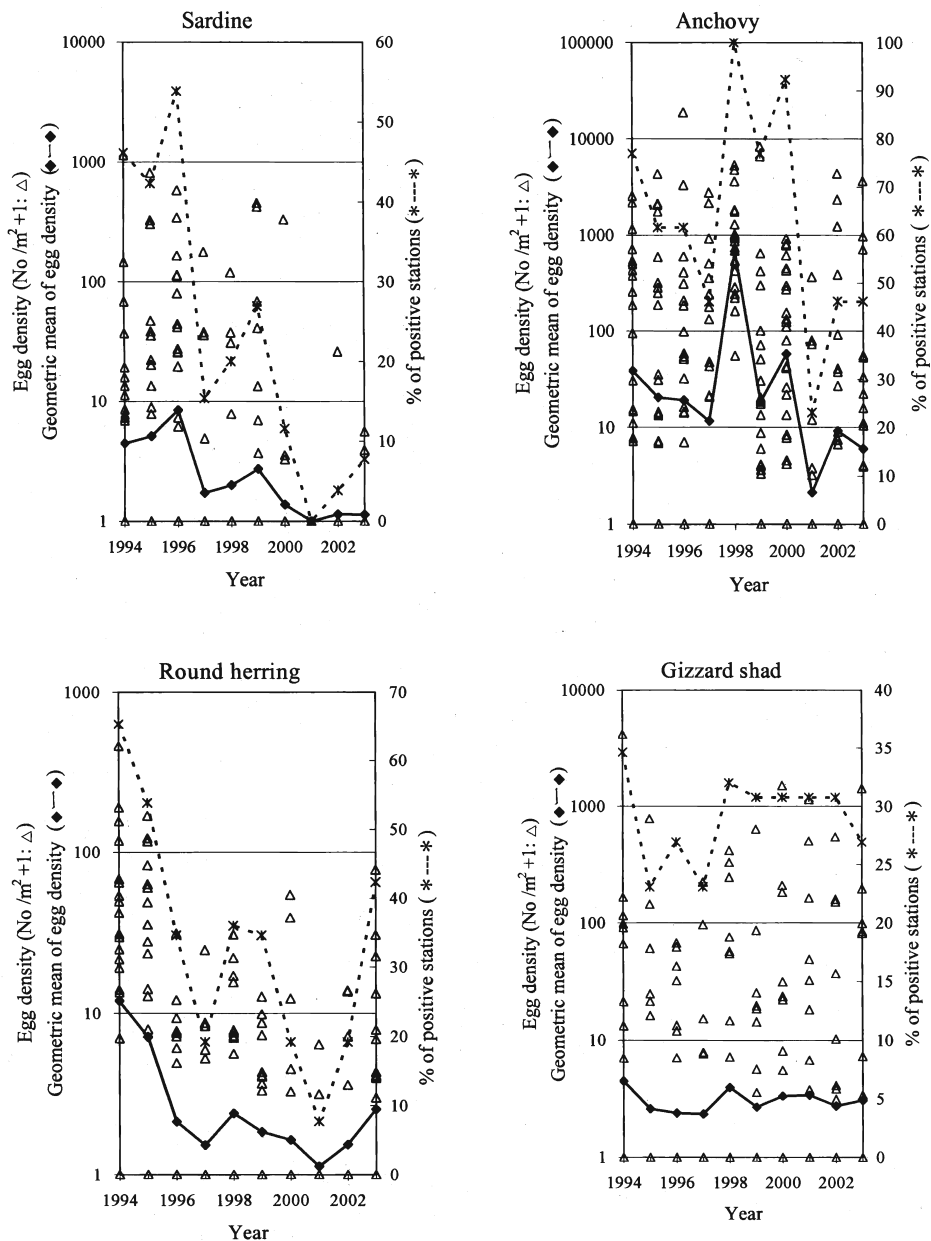 Sardine
10000
1000
100
10
1
60
50
40
30
20
10
0
Egg density (No /m² +1: △)
Geometric mean of egg density (◆—◆)
% of positive stations ( *---*)
1994 1996 1998 2000 2002
Year
Anchovy
100000
10000
1000
100
10
1
100
90
80
70
60
50
40
30
20
10
0
Egg density (No /m² +1: △)
Geometric mean of egg density (◆—◆)
% of positive stations ( *---*)
1994 1996 1998 2000 2002
Year
Round herring
1000
100
10
1
70
60
50
40
30
20
10
0
Egg density (No /m² +1: △)
Geometric mean of egg density (◆—◆)
% of positive stations ( *---*)
1994 1996 1998 2000 2002
Year
Gizzard shad
10000
1000
100
10
1
40
35
30
25
20
15
10
5
0
Egg density (No /m² +1: △)
Geometric mean of egg density (◆—◆)
% of positive stations ( *---*)
1994 1996 1998 2000 2002
Year